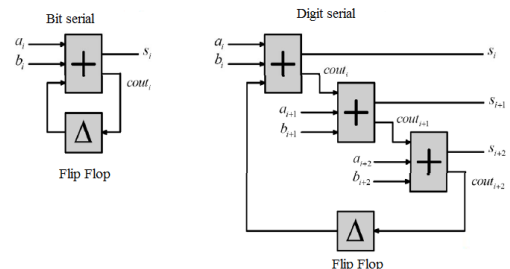 Bit serial
a_i
b_i
+
s_i
cout_i
Δ
Flip Flop
Digit serial
a_i
b_i
+
s_i
cout_i
a_{i+1}
b_{i+1}
+
s_{i+1}
cout_{i+1}
a_{i+2}
b_{i+2}
+
s_{i+2}
cout_{i+2}
Δ
Flip Flop